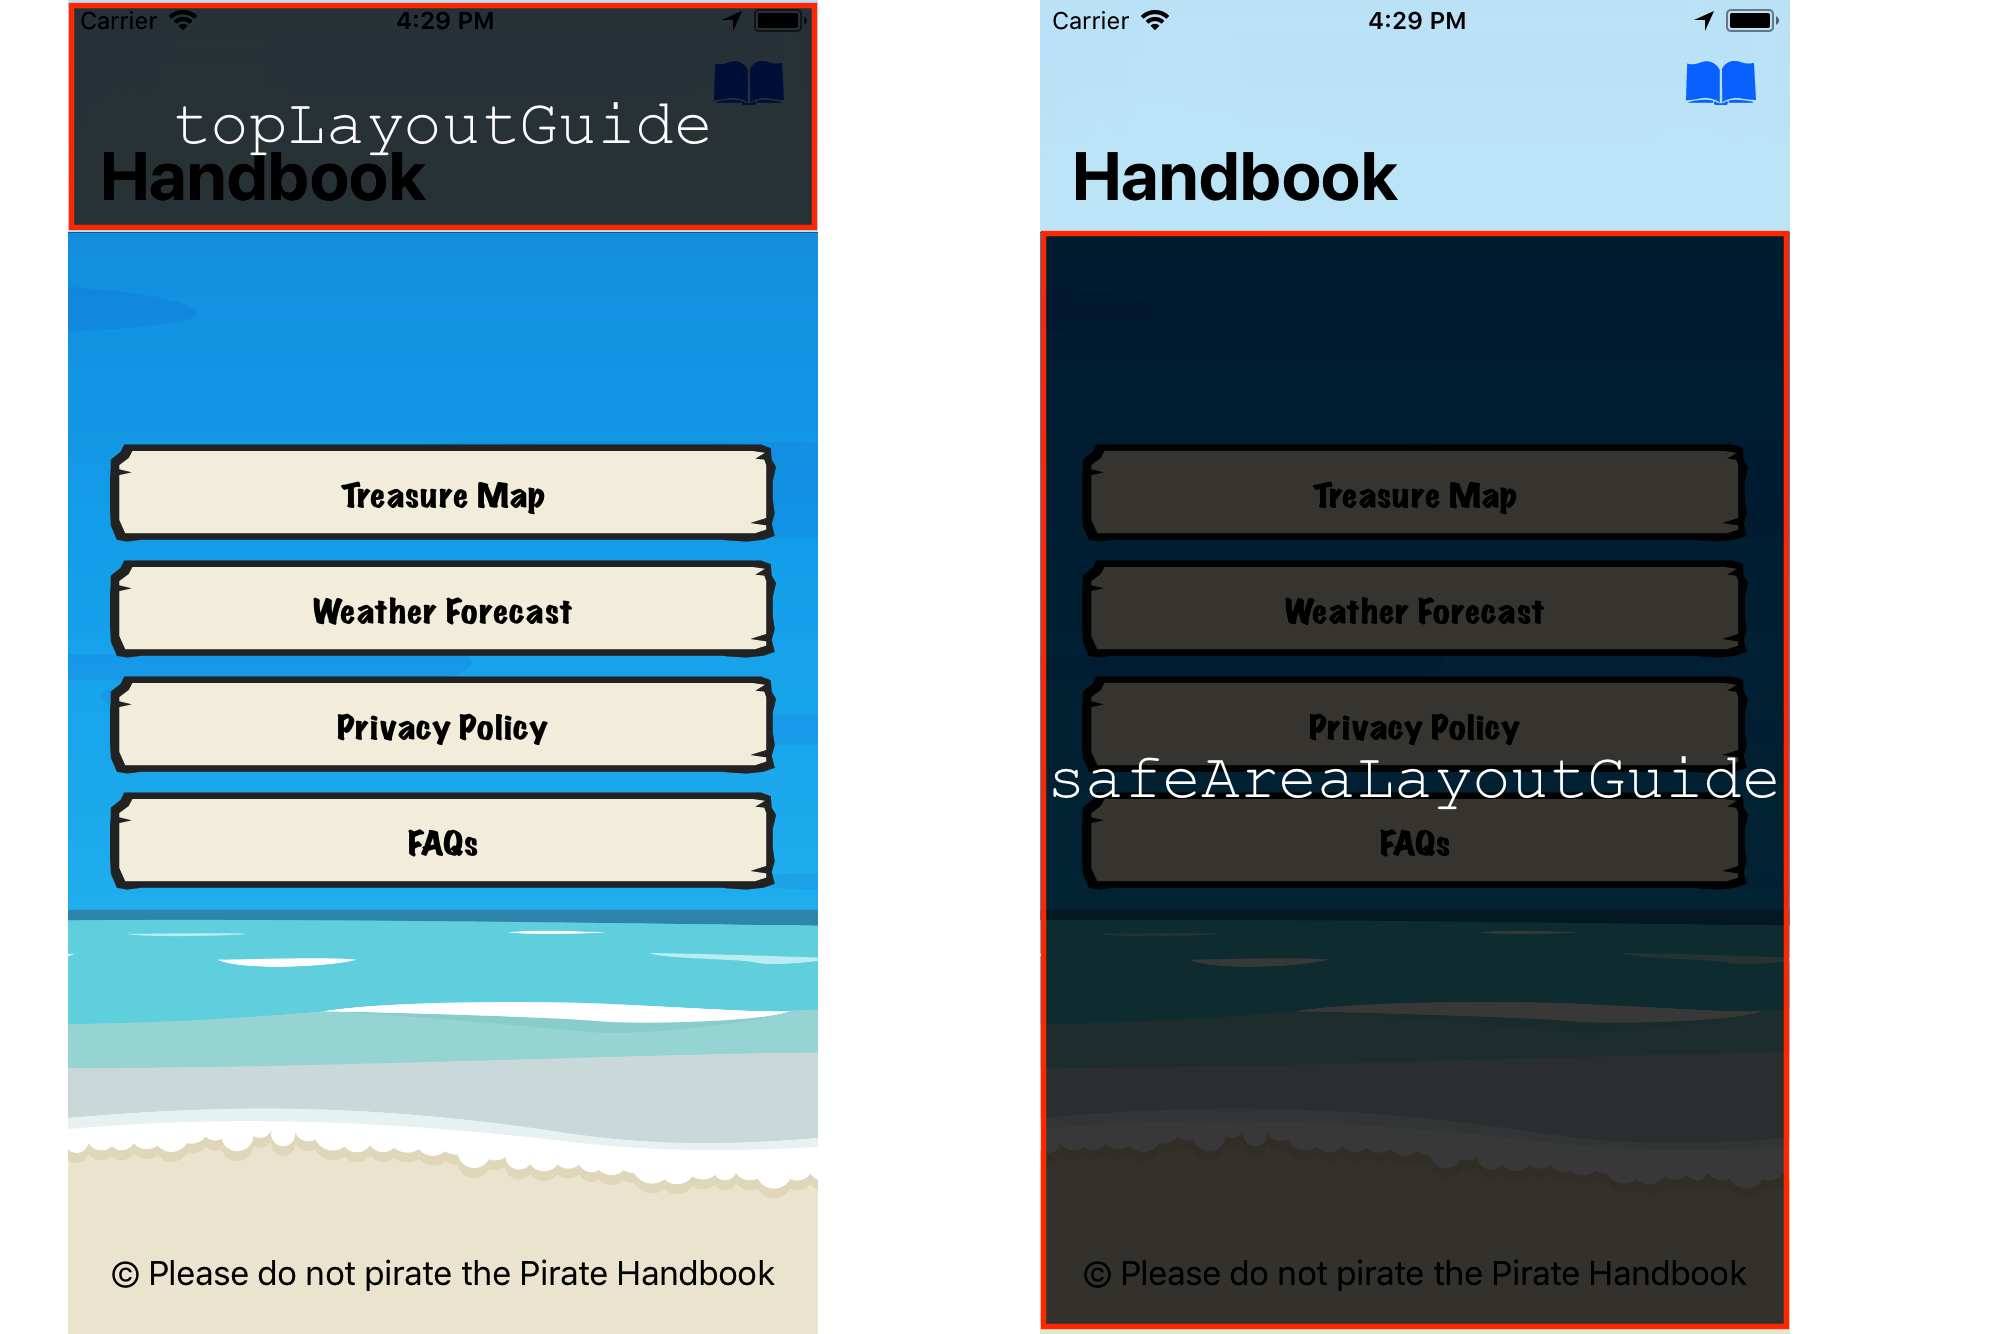 Carrier 4:29 PM
topLayoutGuide
Handbook
Treasure Map
Weather Forecast
Privacy Policy
FAQs
© Please do not pirate the Pirate Handbook
Carrier 4:29 PM
Handbook
Treasure Map
Weather Forecast
Privacy Policy
safeAreaLayoutGuide
FAQs
© Please do not pirate the Pirate Handbook